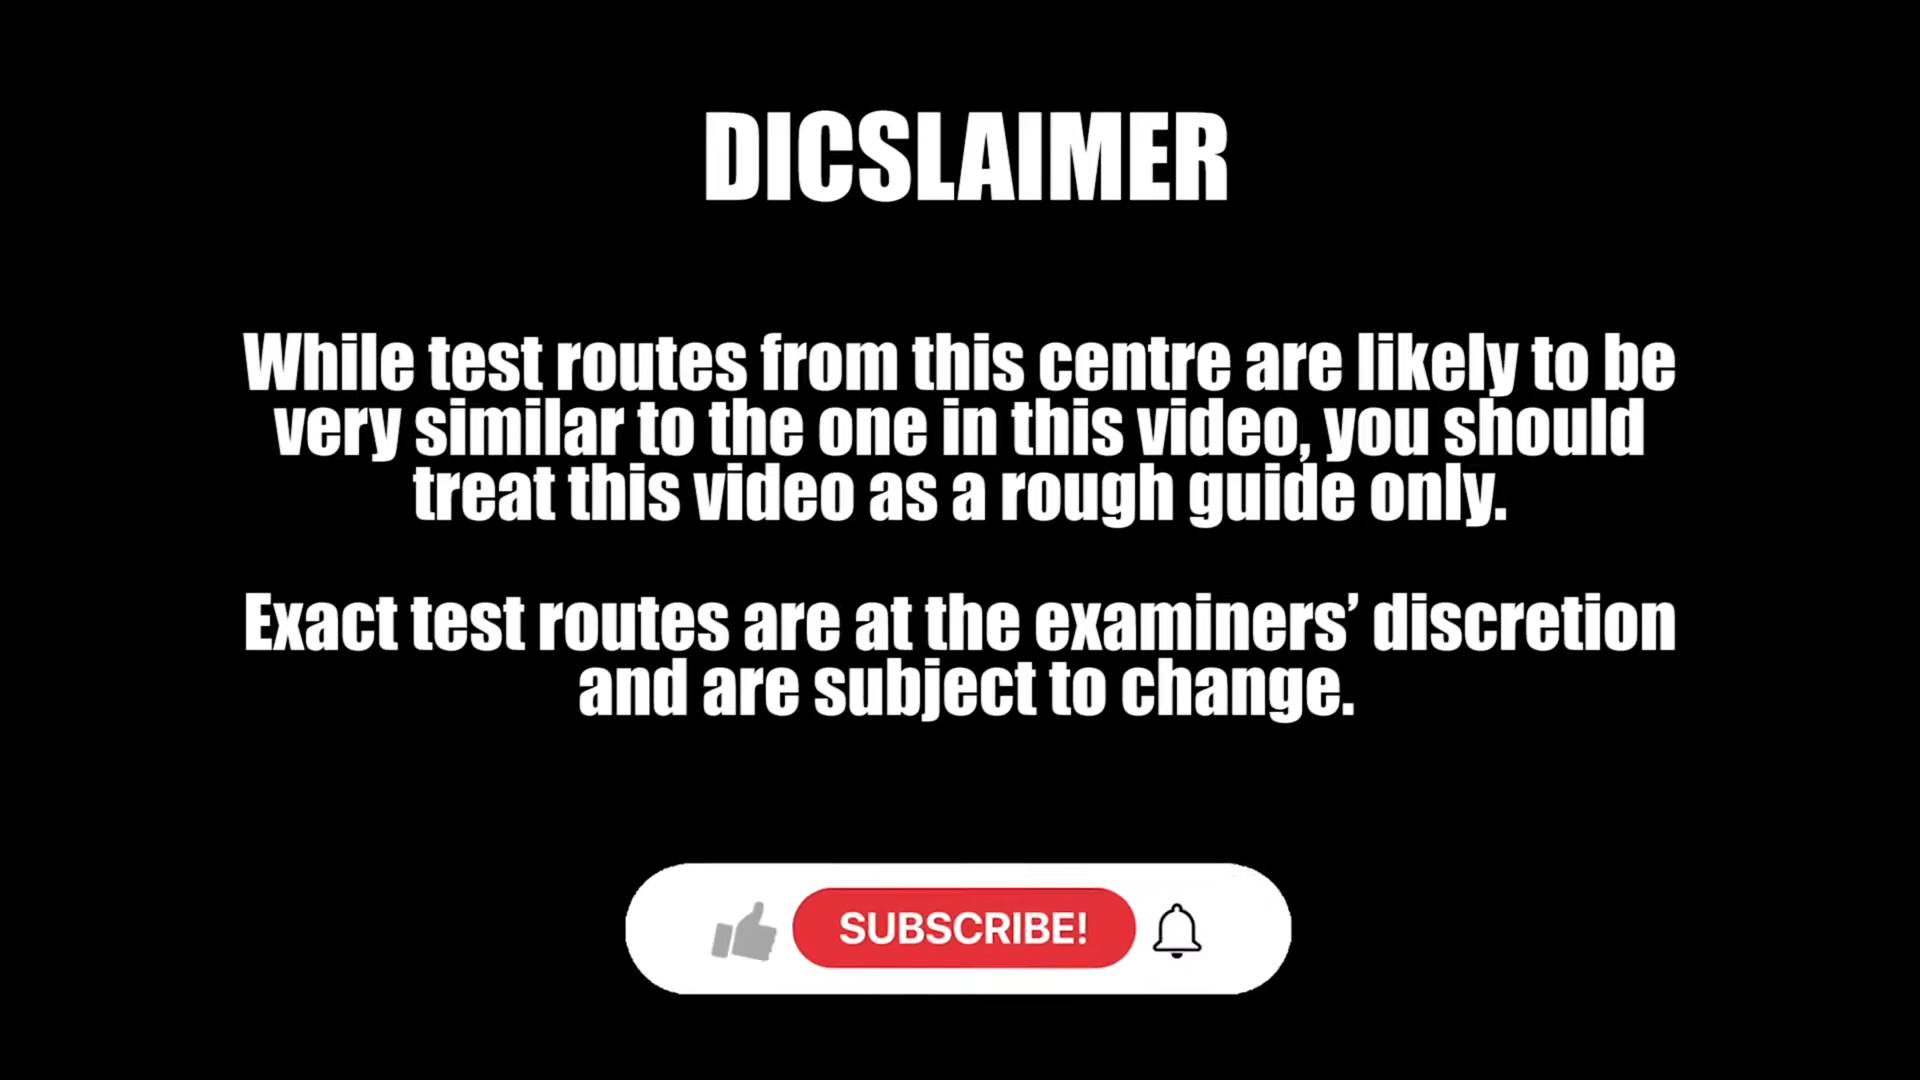 DICSLAIMER
While test routes from this centre are likely to be
very similar to the one in this video, you should
treat this video as a rough guide only.
Exact test routes are at the examiners’ discretion
and are subject to change.
SUBSCRIBE!